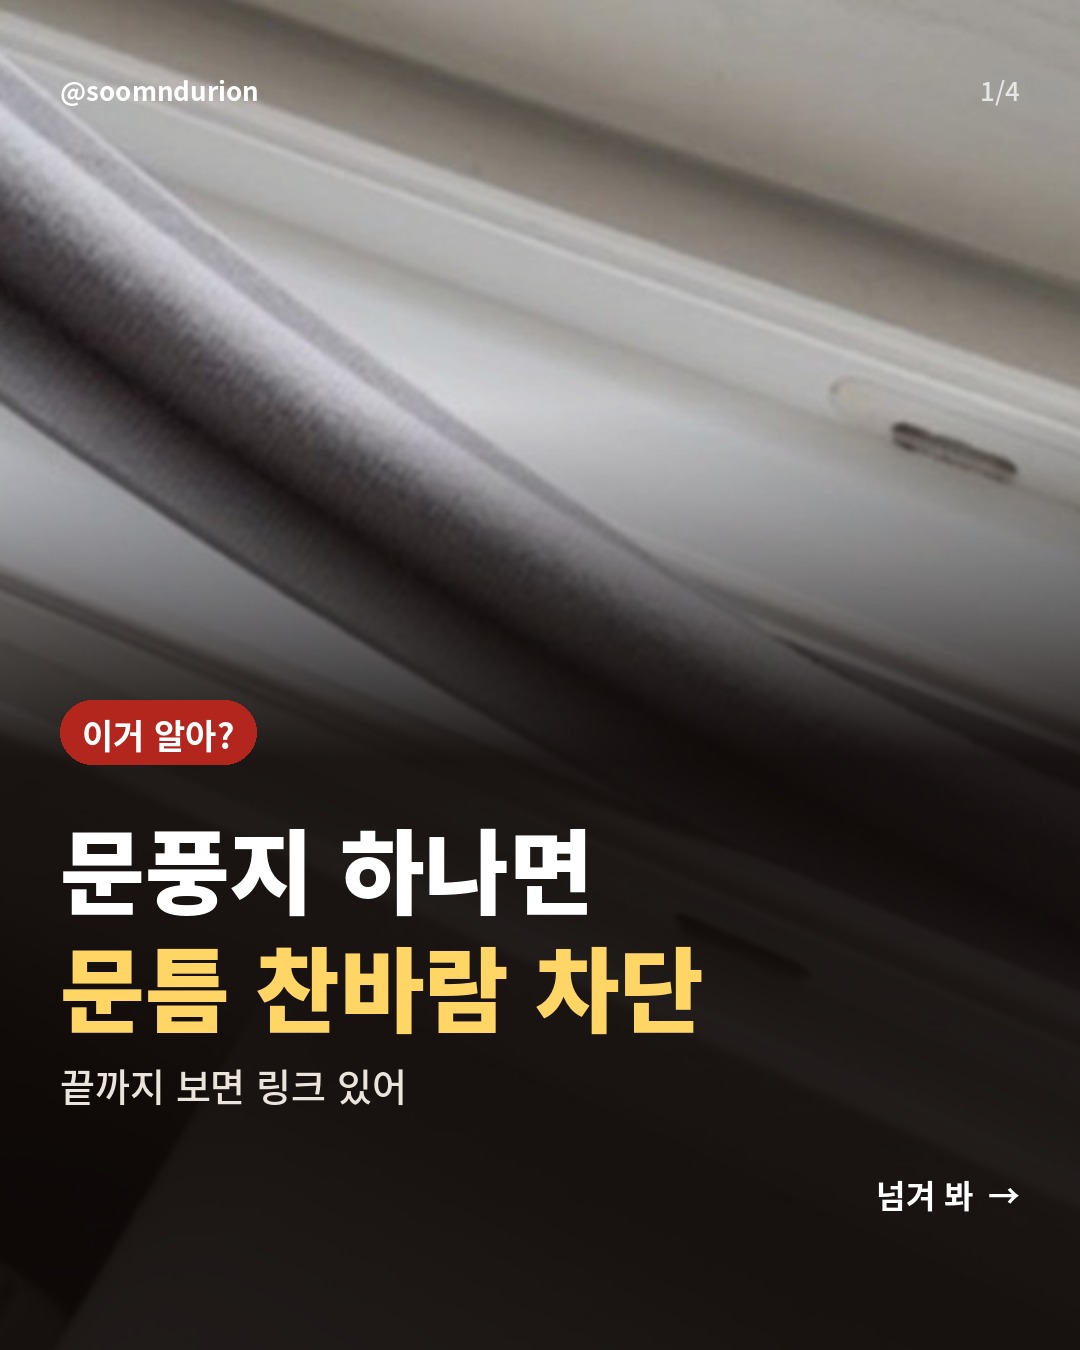 @soomndurion
1/4
이거 알아?
문풍지 하나면
문틈 찬바람 차단
끝까지 보면 링크 있어
넘겨 봐 →